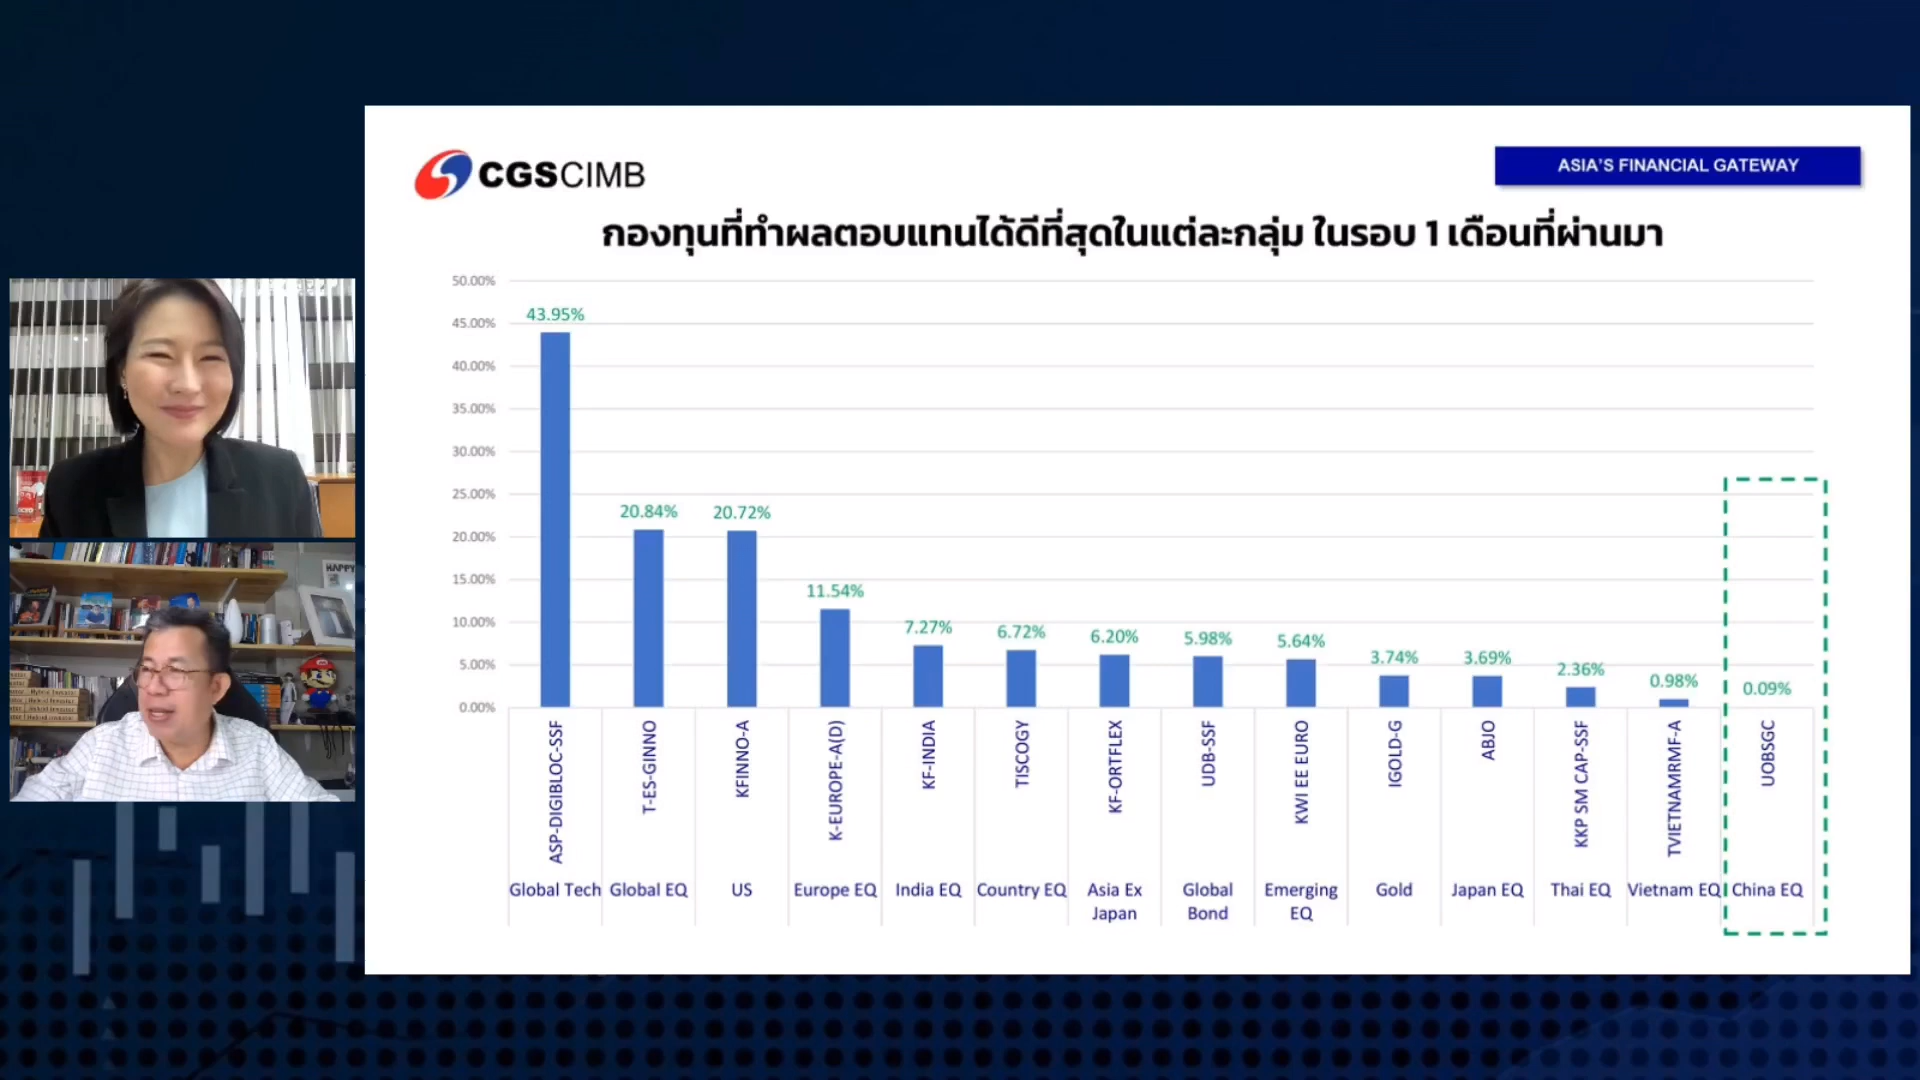 CGSCIMB
ASIA'S FINANCIAL GATEWAY
กองทุนที่ทำผลตอบแทนได้ดีที่สุดในแต่ละกลุ่ม ในรอบ 1 เดือนที่ผ่านมา
50.00%
45.00%
40.00%
35.00%
30.00%
25.00%
20.00%
15.00%
10.00%
5.00%
0.00%
43.95%
20.84%
20.72%
11.54%
7.27%
6.72%
6.20%
5.98%
5.64%
3.74%
3.69%
2.36%
0.98%
0.09%
ASP-DIGIBLOC-SSF
T-ES-GINNO
KFINNO-A
K-EUROPE-A(D)
KF-INDIA
TISCOGY
KF-ORTFLEX
UDB-SSF
KWI EE EURO
IGOLD-G
ABJO
KKP SM CAP-SSF
TVIETNAMRMF-A
UOBSGC
Global Tech
Global EQ
US
Europe EQ
India EQ
Country EQ
Asia Ex
Japan
Global
Bond
Emerging
EQ
Gold
Japan EQ
Thai EQ
Vietnam EQ
China EQ
HAPPY
Hybrid Investor
Hybrid Investor
Hybrid Investor